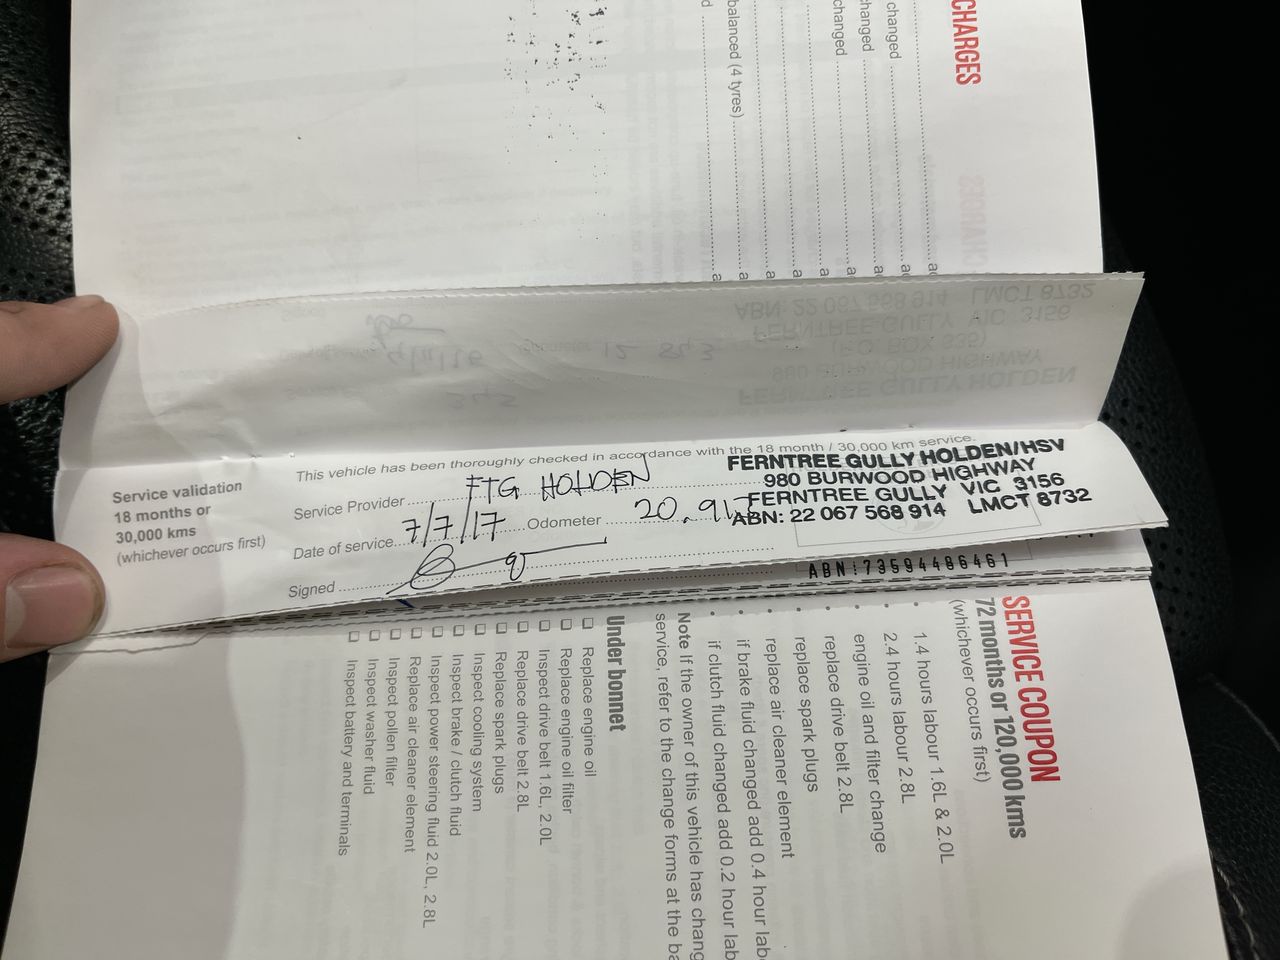 CHARGES
changed
changed
changed
balanced (4 tyres)
Service validation
18 months or
30,000 kms
(whichever occurs first)
This vehicle has been thoroughly checked in accordance with the 18 month / 30,000 km service.
Service Provider FTG HOLDEN
Date of service 7/7/17 Odometer 20.91
Signed
FERNTREE GULLY HOLDEN/HSV
980 BURWOOD HIGHWAY
FERNTREE GULLY VIC 3156
ABN: 22 067 568 914 LMCT 8732
ABN:73594486461
SERVICE COUPON
72 months or 120,000 kms
(whichever occurs first)
• 1.4 hours labour 1.6L & 2.0L
• 2.4 hours labour 2.8L
• engine oil and filter change
• replace drive belt 2.8L
• replace spark plugs
• replace air cleaner element
• if brake fluid changed add 0.4 hour
• if clutch fluid changed add 0.2 hour
Note If the owner of this vehicle has
service, refer to the change forms at the
Under bonnet
☐ Replace engine oil
☐ Replace engine oil filter
☐ Inspect drive belt 1.6L, 2.0L
☐ Replace drive belt 2.8L
☐ Replace spark plugs
☐ Inspect cooling system
☐ Inspect brake / clutch fluid
☐ Inspect power steering fluid 2.0L, 2.8L
☐ Replace air cleaner element
☐ Inspect pollen filter
☐ Inspect washer fluid
☐ Inspect battery and terminals